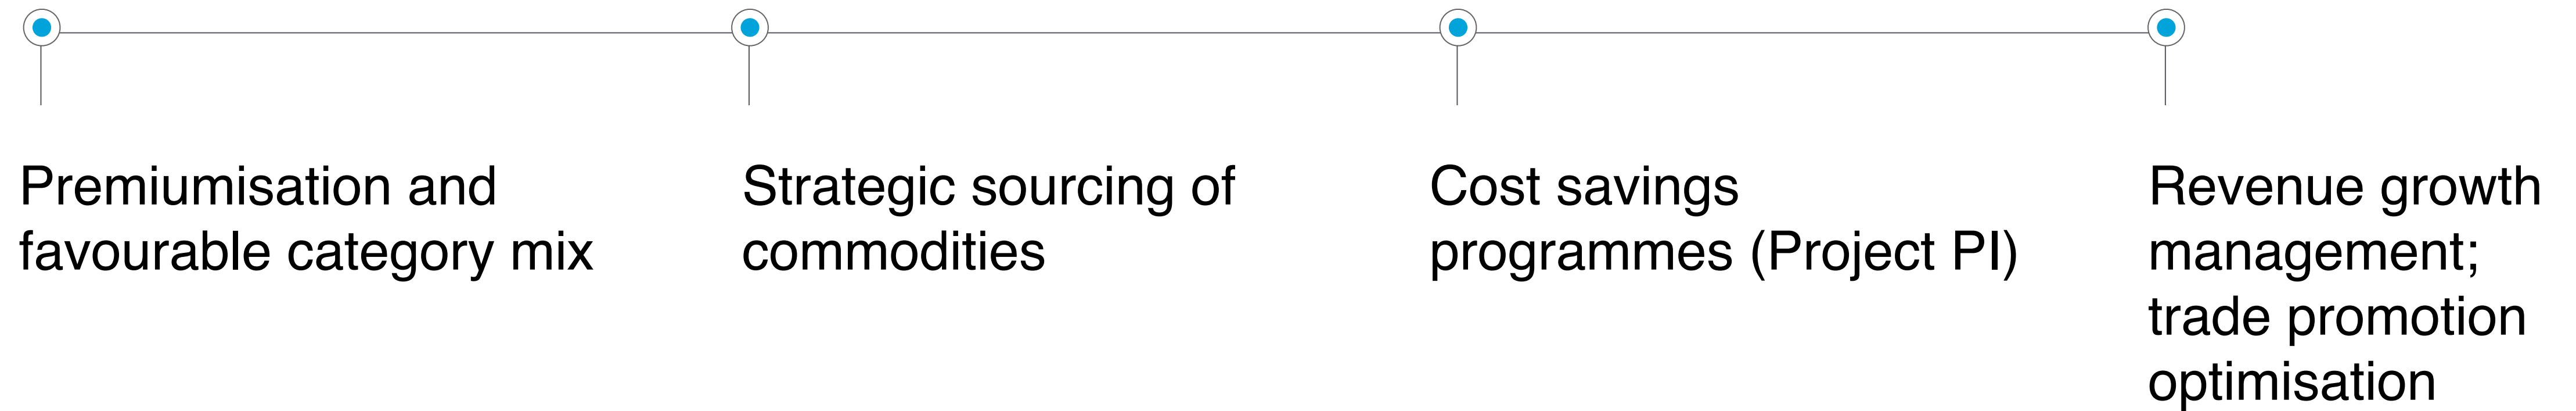 Premiumisation and
favourable category mix
Strategic sourcing of
commodities
Cost savings
programmes (Project PI)
Revenue growth
management;
trade promotion
optimisation